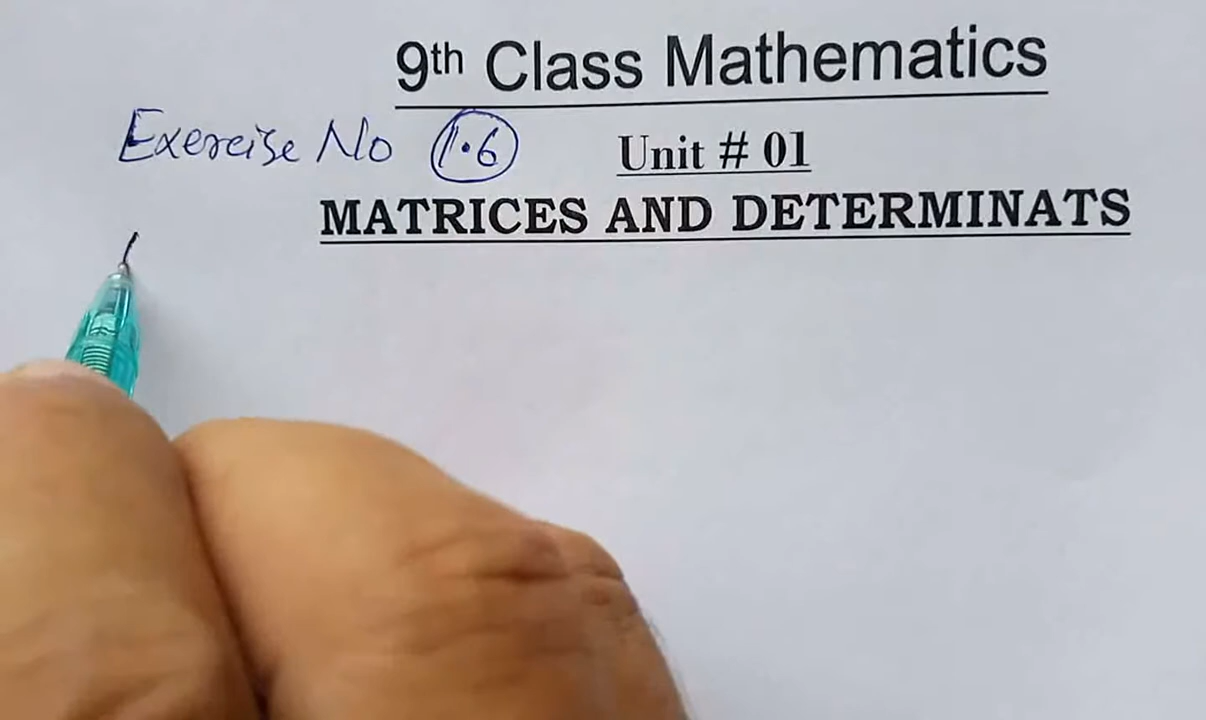 9th Class Mathematics
Exercise No 1.6
Unit # 01
MATRICES AND DETERMINATS